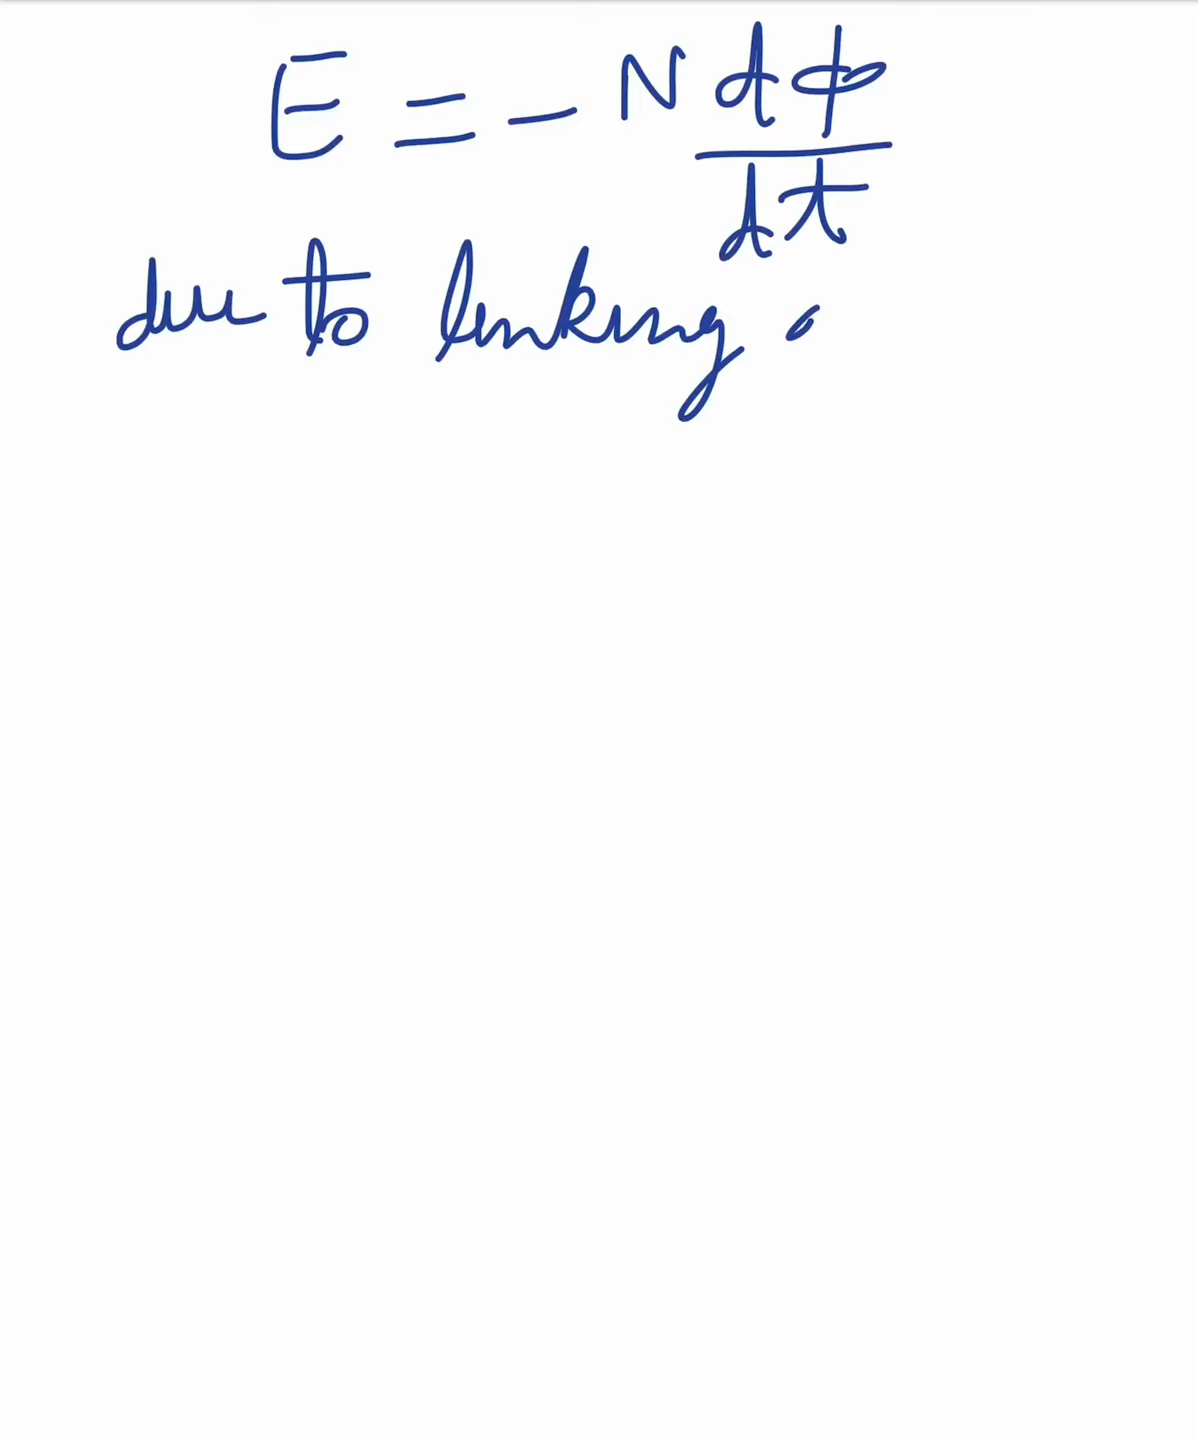 E = - N dϕ/dt
due to linking o